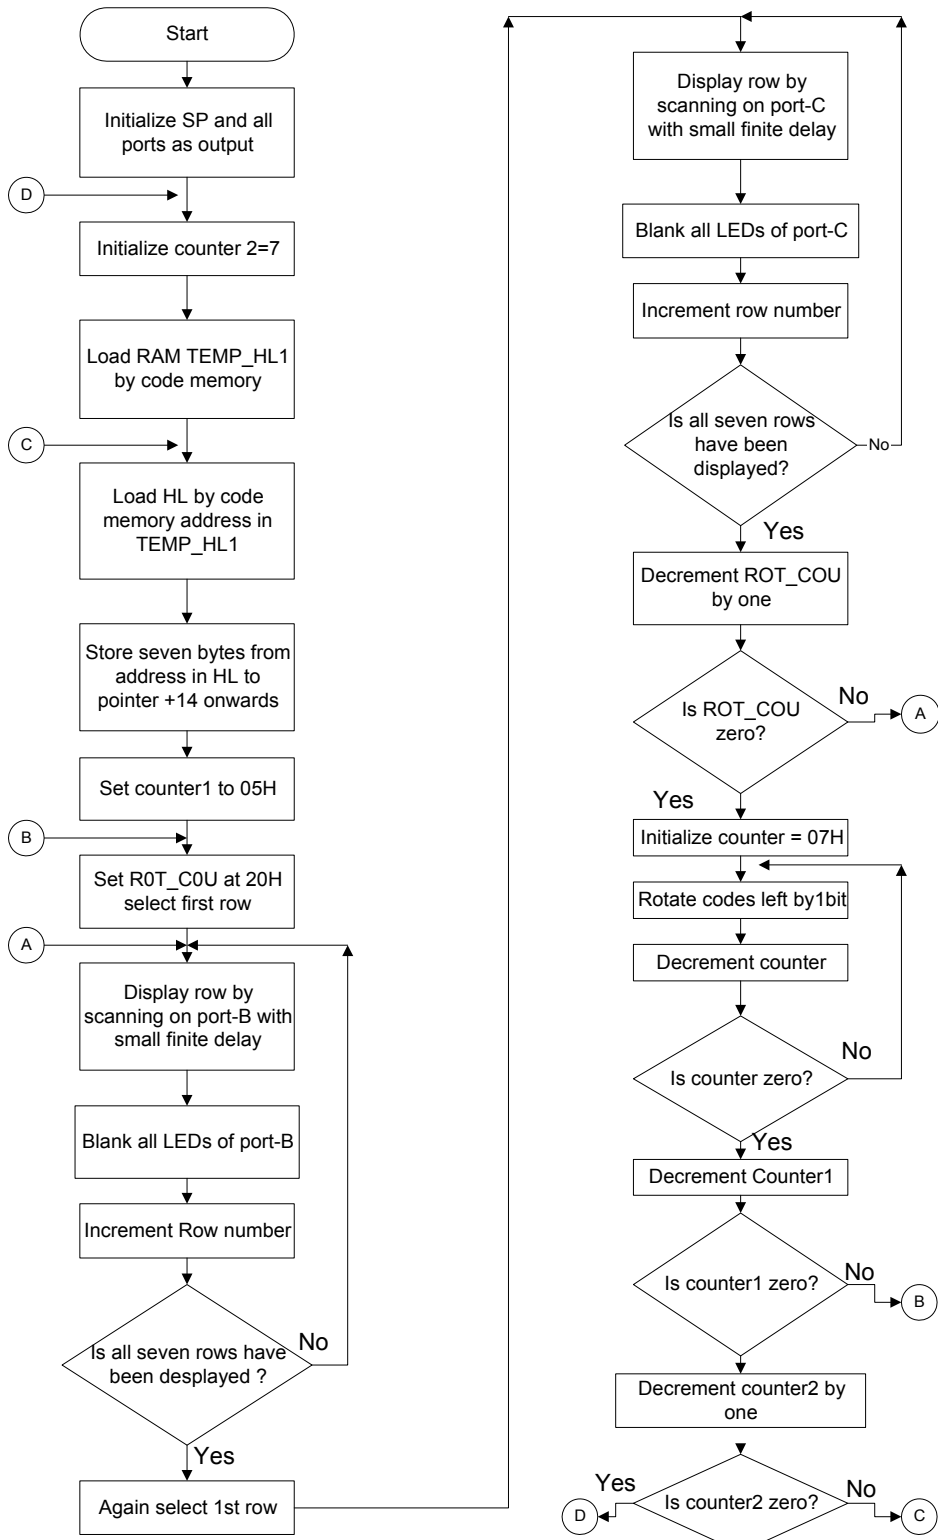 Start
Initialize SP and all
ports as output
D
Initialize counter 2=7
Load RAM TEMP_HL1
by code memory
C
Load HL by code
memory address in
TEMP_HL1
Store seven bytes from
address in HL to
pointer +14 onwards
Set counter1 to 05H
B
Set R0T_C0U at 20H
select first row
A
Display row by
scanning on port-B with
small finite delay
Blank all LEDs of port-B
Increment Row number
Is all seven rows have
been desplayed ?
No
Yes
Again select 1st row
Display row by
scanning on port-C
with small finite delay
Blank all LEDs of port-C
Increment row number
Is all seven rows
have been
displayed?
No
Yes
Decrement ROT_COU
by one
Is ROT_COU
zero?
No
A
Yes
Initialize counter = 07H
Rotate codes left by1bit
Decrement counter
Is counter zero?
No
Yes
Decrement Counter1
Is counter1 zero?
No
B
Decrement counter2 by
one
Is counter2 zero?
Yes
D
No
C